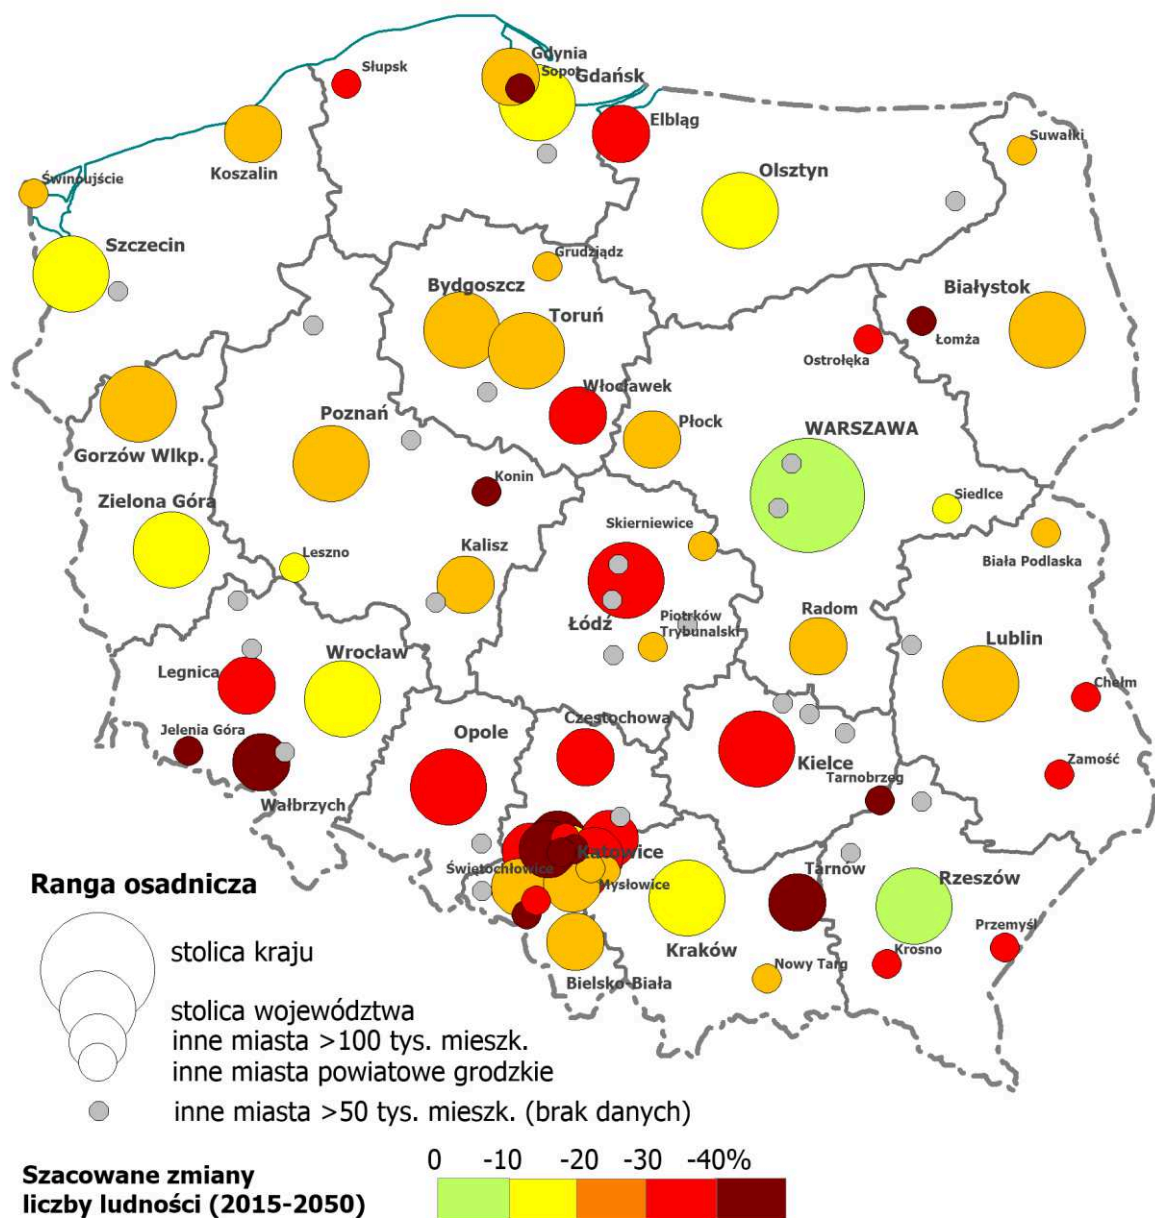 Słupsk
Gdynia
Sopot
Gdańsk
Elbląg
Suwałki
Koszalin
Olsztyn
Świnoujście
Szczecin
Grudziądz
Bydgoszcz
Toruń
Białystok
Łomża
Ostrołęka
Włocławek
Poznań
Płock
WARSZAWA
Gorzów Wlkp.
Konin
Zielona Góra
Siedlce
Skierniewice
Leszno
Kalisz
Biała Podlaska
Łódź
Piotrków
Trybunalski
Radom
Lublin
Wrocław
Legnica
Chełm
Jelenia Góra
Opole
Częstochowa
Kielce
Zamość
Tarnobrzeg
Wałbrzych
Katowice
Świętochłowice
Mysłowice
Tarnów
Rzeszów
Kraków
Przemyśl
Krosno
Nowy Targ
Bielsko-Biała
Ranga osadnicza
stolica kraju
stolica województwa
inne miasta >100 tys. mieszk.
inne miasta powiatowe grodzkie
inne miasta >50 tys. mieszk. (brak danych)
Szacowane zmiany
liczby ludności (2015-2050)
0 -10 -20 -30 -40%